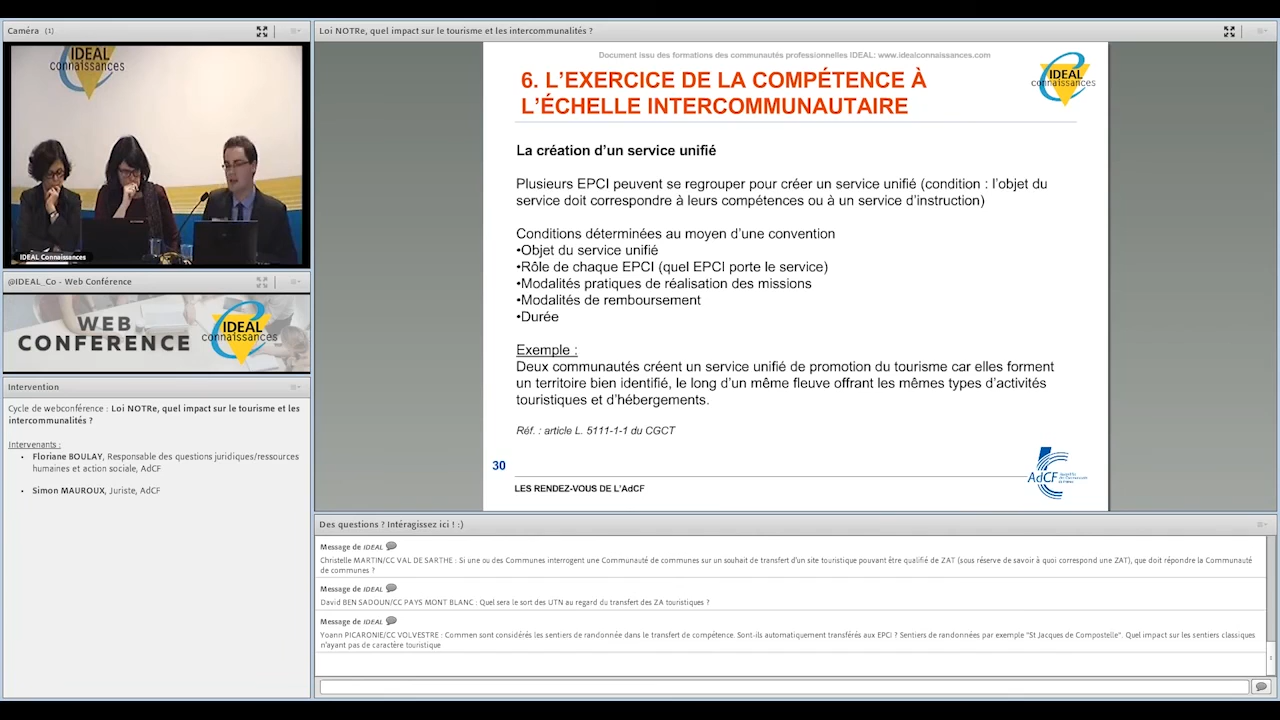 Caméra (1)
IDEAL
connaissances
IDEAL Connaissances
@IDEAL_Co - Web Conférence
WEB
CONFERENCE
IDEAL
connaissances
Intervention
Cycle de webconférence : Loi NOTRe, quel impact sur le tourisme et les
intercommunalités ?
Intervenants :
• Floriane BOULAY, Responsable des questions juridiques/ressources
humaines et action sociale, AdCF
• Simon MAUROUX, Juriste, AdCF
Loi NOTRe, quel impact sur le tourisme et les intercommunalités ?
Document issu des formations des communautés professionnelles IDEAL: www.idealconnaissances.com
6. L’EXERCICE DE LA COMPÉTENCE À
L’ÉCHELLE INTERCOMMUNAUTAIRE
IDEAL
connaissances
La création d’un service unifié
Plusieurs EPCI peuvent se regrouper pour créer un service unifié (condition : l’objet du
service doit correspondre à leurs compétences ou à un service d’instruction)
Conditions déterminées au moyen d’une convention
•Objet du service unifié
•Rôle de chaque EPCI (quel EPCI porte le service)
•Modalités pratiques de réalisation des missions
•Modalités de remboursement
•Durée
Exemple :
Deux communautés créent un service unifié de promotion du tourisme car elles forment
un territoire bien identifié, le long d’un même fleuve offrant les mêmes types d’activités
touristiques et d’hébergements.
Réf. : article L. 5111-1-1 du CGCT
30
LES RENDEZ-VOUS DE L’AdCF
AdCF
Des questions ? Intéragissez ici ! :)
Message de IDEAL
Christelle MARTIN/CC VAL DE SARTHE : Si une ou des Communes interrogent une Communauté de communes sur un souhait de transfert d'un site touristique pouvant être qualifié de ZAT (sous réserve de savoir à quoi correspond une ZAT), que doit répondre la Communauté
de communes ?
Message de IDEAL
David BEN SADOUN/CC PAYS MONT BLANC : Quel sera le sort des UTN au regard du transfert des ZA touristiques ?
Message de IDEAL
Yoann PICARONIE/CC VOLVESTRE : Commen sont considérés les sentiers de randonnée dans le transfert de compétence. Sont-ils automatiquement transférés aux EPCI ? Sentiers de randonnées par exemple "St Jacques de Compostelle". Quel impact sur les sentiers classiques
n'ayant pas de caractère touristique